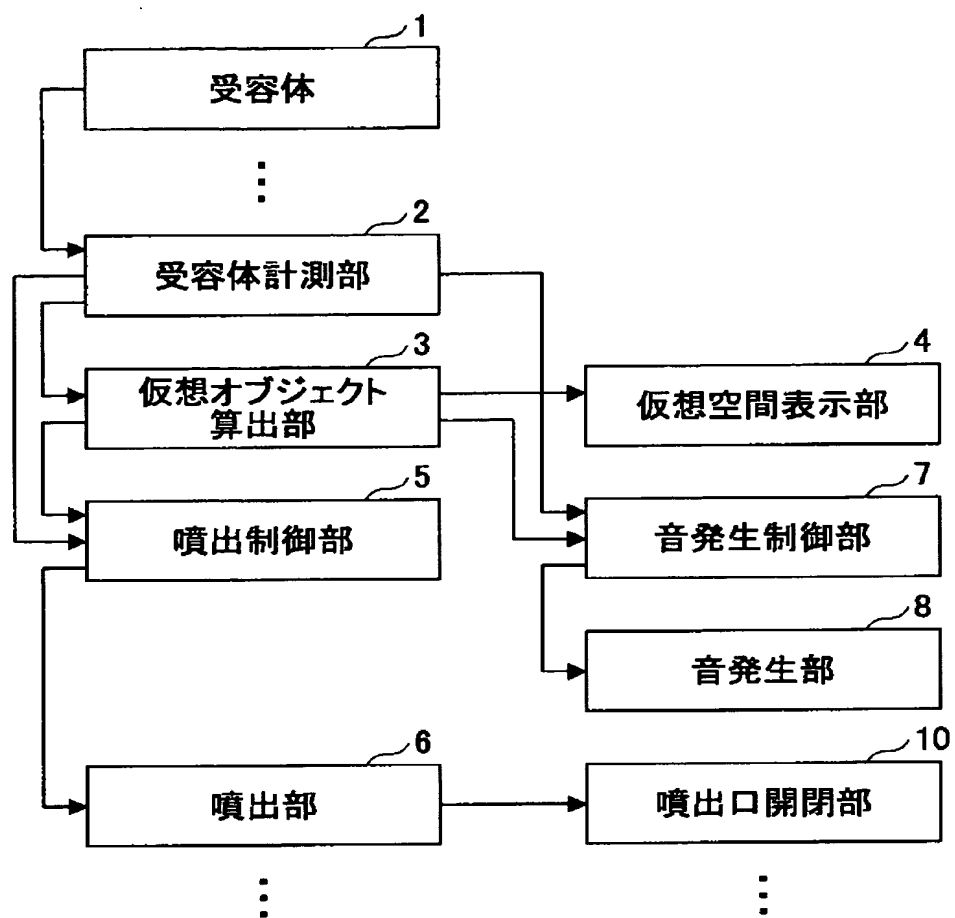 1
受容体
2
受容体計測部
3
仮想オブジェクト
算出部
4
仮想空間表示部
5
噴出制御部
7
音発生制御部
8
音発生部
6
噴出部
10
噴出口開閉部